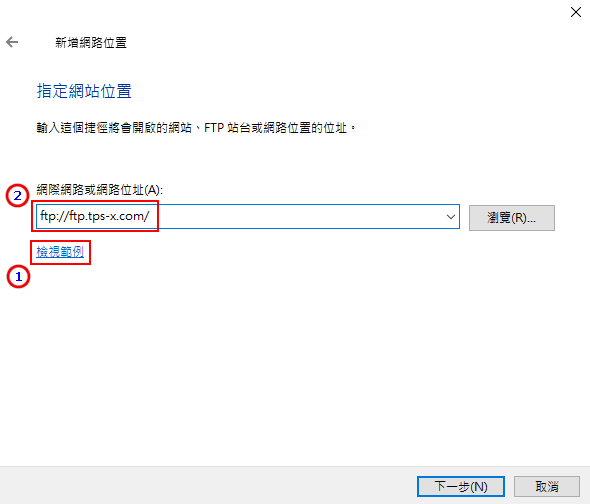 新增網路位置
指定網站位置
輸入這個捷徑將會開啟的網站、FTP 站台或網路位置的位址。
網際網路或網路位址(A):
2
ftp://ftp.tps-x.com/
瀏覽(R)...
檢視範例
1
下一步(N)
取消